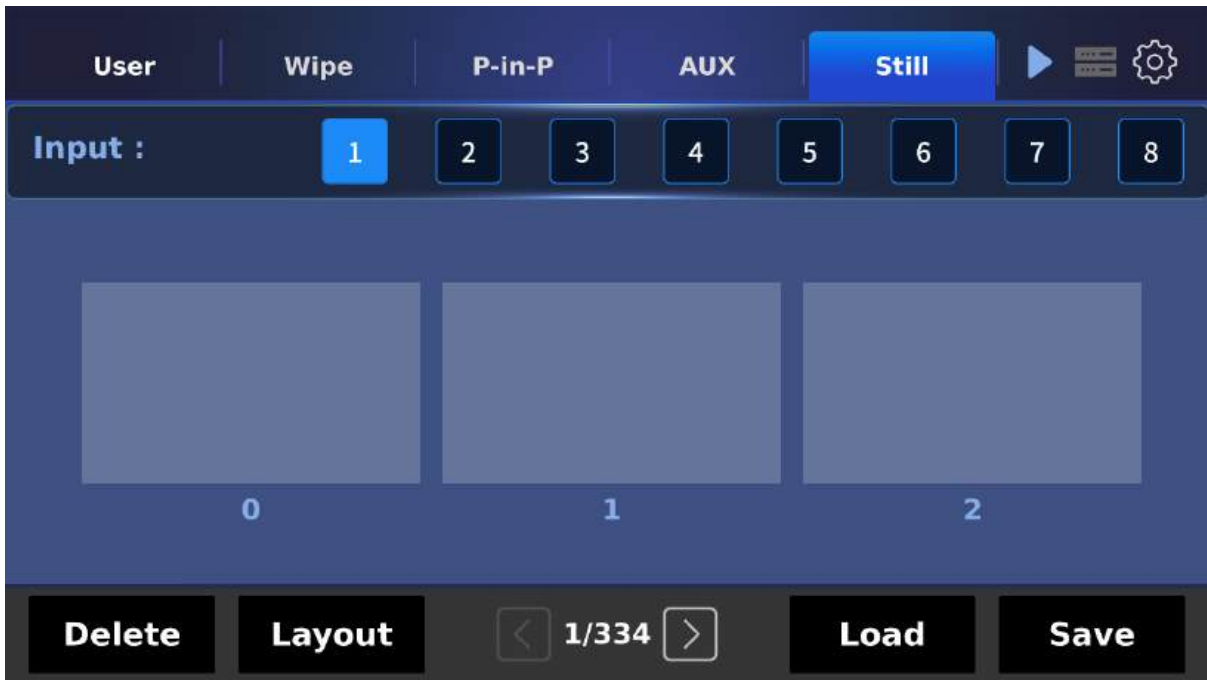 User Wipe P-in-P AUX Still
Input : 1 2 3 4 5 6 7 8
0 1 2
Delete Layout < 1/334 > Load Save